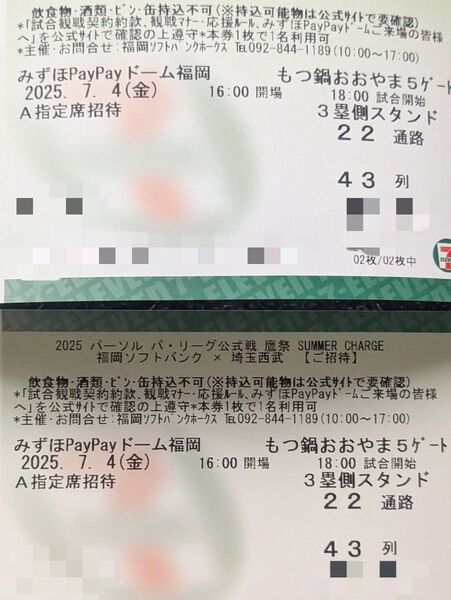 飲食物・酒類・ビン・缶持込不可(※持込可能物は公式サイトで要確認)
*｢試合観戦契約約款､観戦マナー･応援ﾙｰﾙ､みずほPayPayﾄﾞｰﾑご来場の皆様
へ｣を公式サイトで確認の上遵守*本券1枚で1名利用可
*主催・お問合せ:福岡ソフトバンクホークス TEL092-844-1189(10:00～17:00)
みずほPayPayドーム福岡 もつ鍋おおやま5ｹﾞｰﾄ
2025. 7. 4(金) 16:00 開場 18:00 試合開始
A指定席招待 3塁側スタンド
22 通路
43 列
02枚/02枚中
7-ELEVEN
2025 パーソル パ・リーグ公式戦 鷹祭 SUMMER CHARGE
福岡ソフトバンク × 埼玉西武 【ご招待】
飲食物・酒類・ビン・缶持込不可(※持込可能物は公式サイトで要確認)
*｢試合観戦契約約款､観戦マナー･応援ﾙｰﾙ､みずほPayPayﾄﾞｰﾑご来場の皆様
へ｣を公式サイトで確認の上遵守*本券1枚で1名利用可
*主催・お問合せ:福岡ソフトバンクホークス TEL092-844-1189(10:00～17:00)
みずほPayPayドーム福岡 もつ鍋おおやま5ｹﾞｰﾄ
2025. 7. 4(金) 16:00 開場 18:00 試合開始
A指定席招待 3塁側スタンド
22 通路
43 列